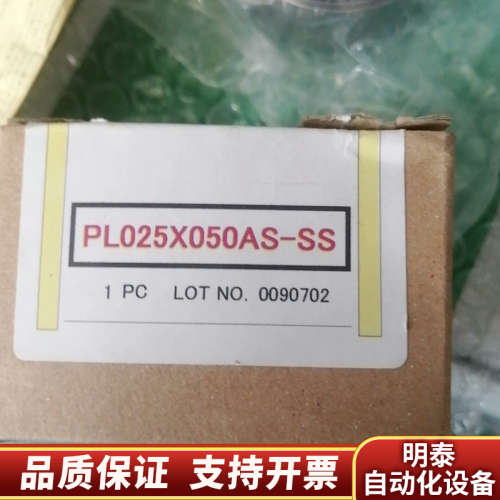 PL025X050AS-SS
1 PC LOT NO. 0090702
品质保证 支持开票
明泰
自动化设备